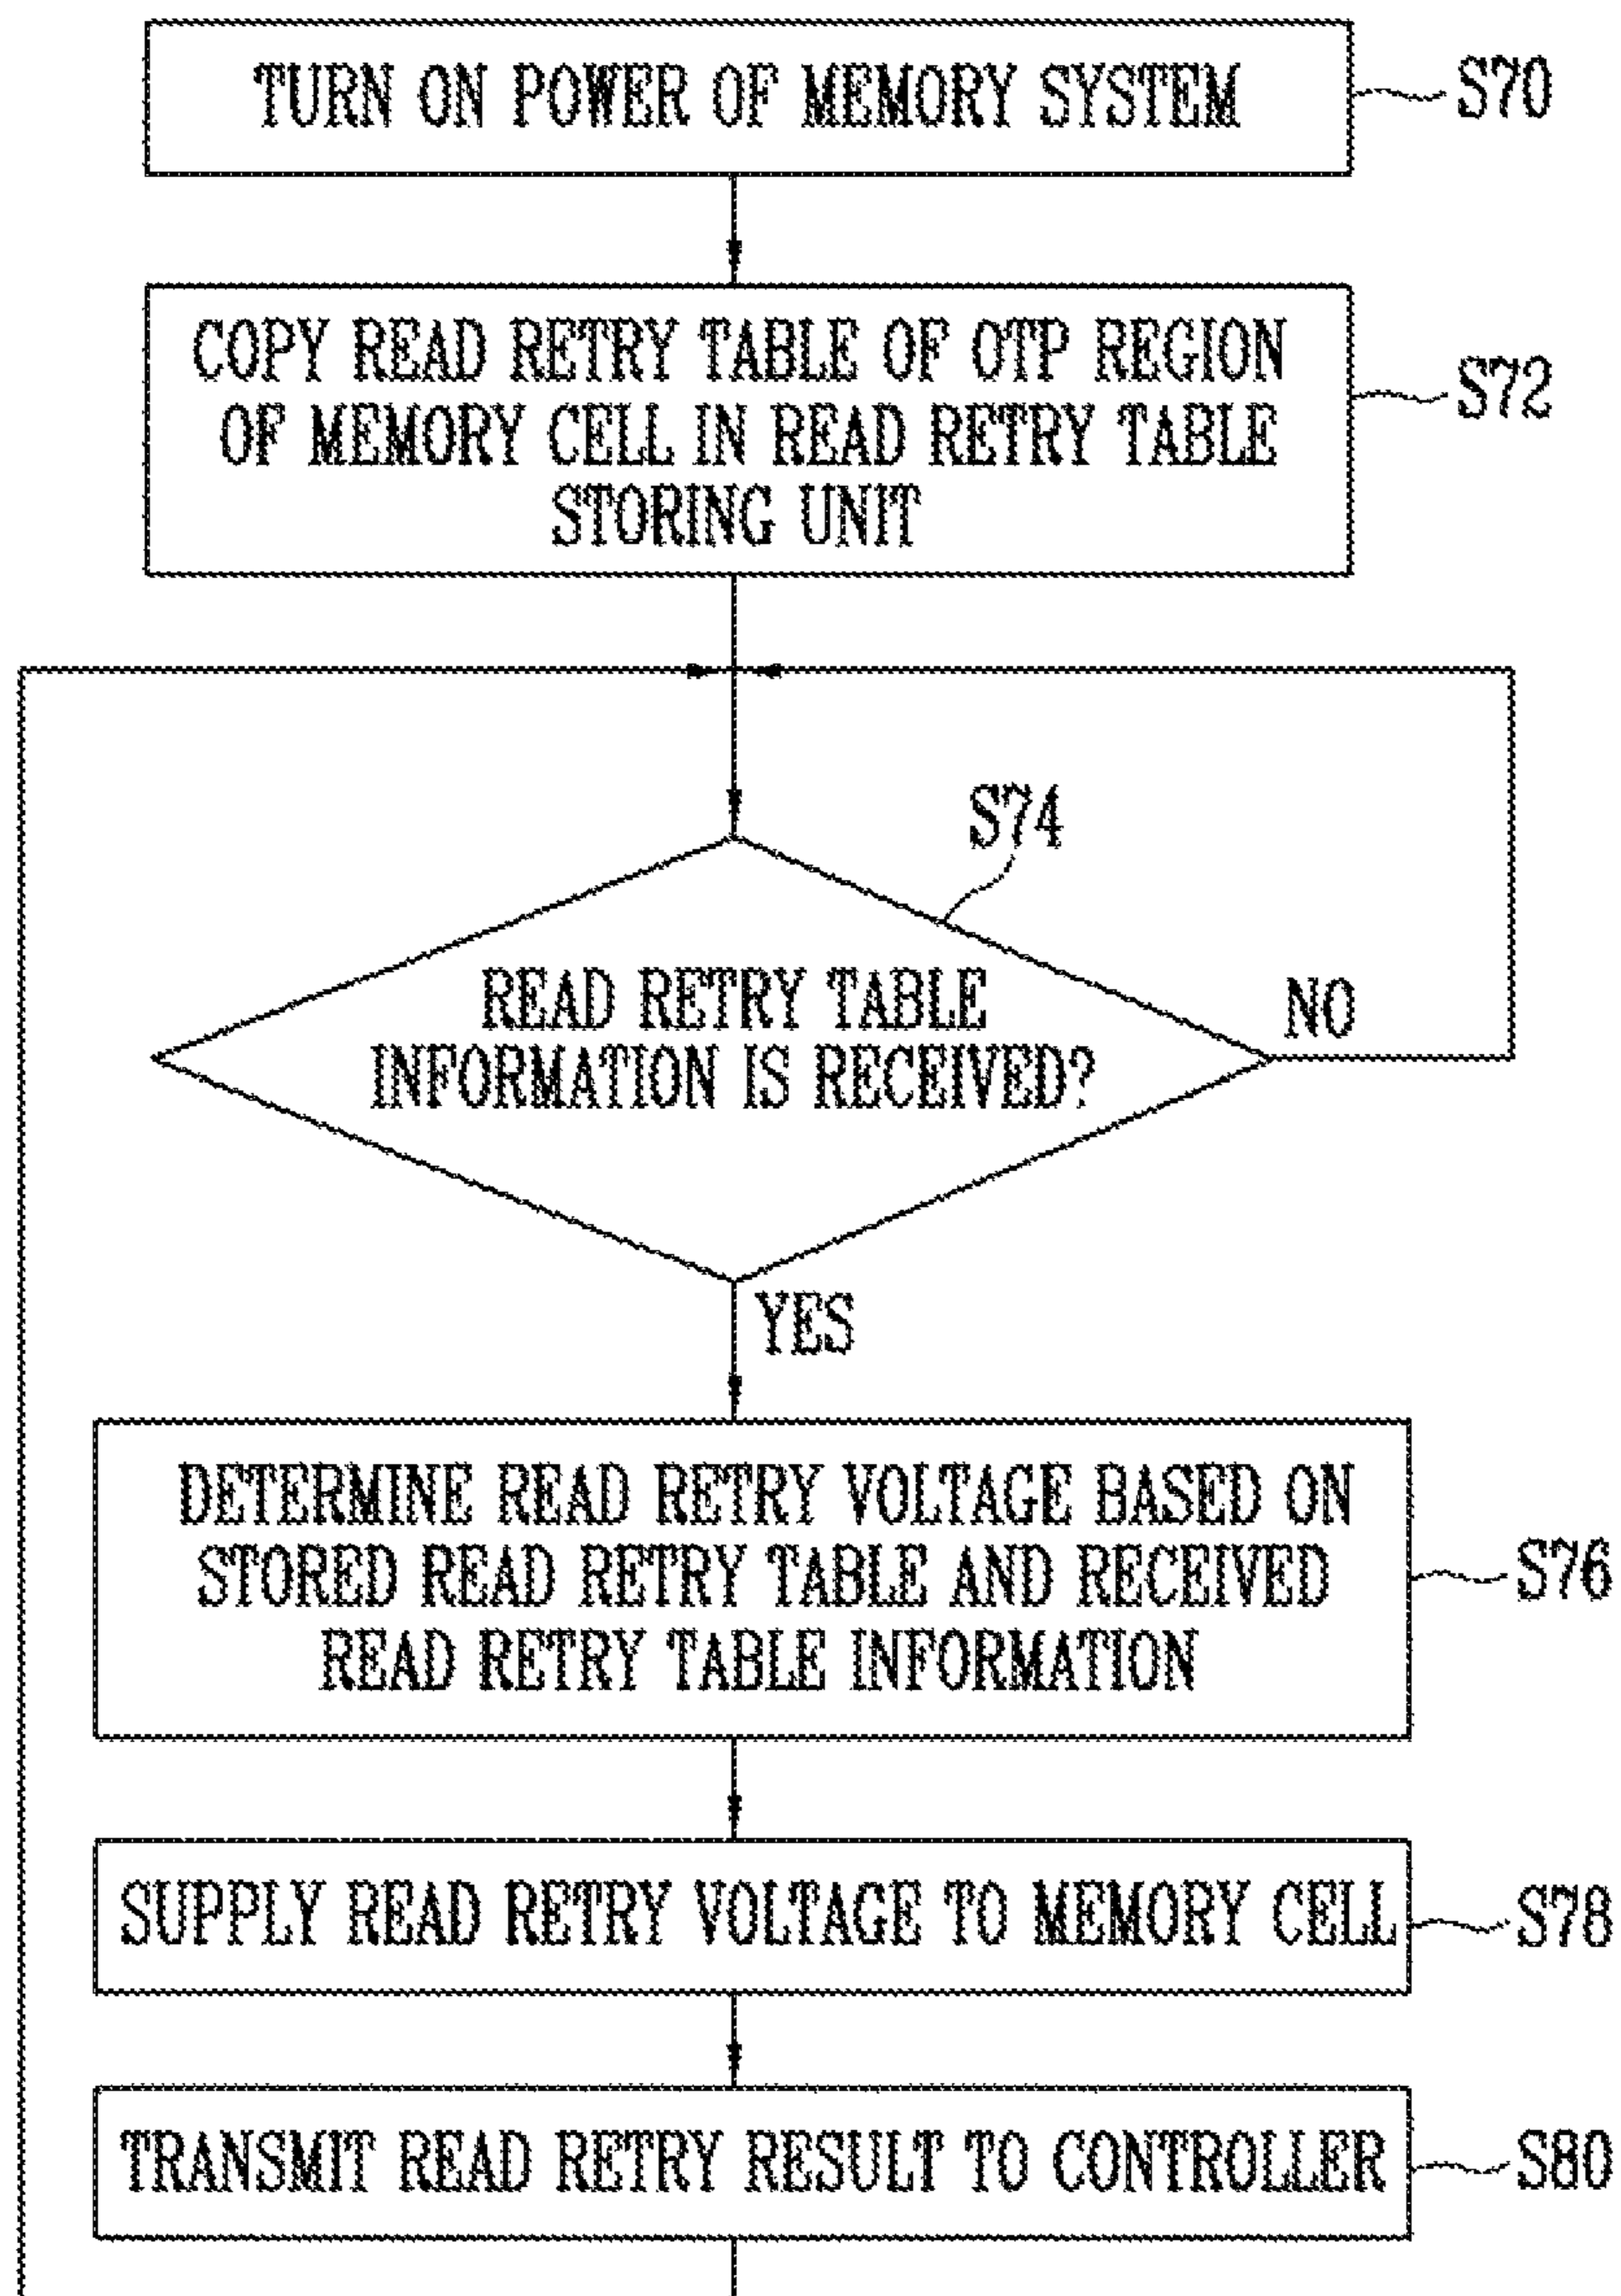 TURN ON POWER OF MEMORY SYSTEM
S70
COPY READ RETRY TABLE OF OTP REGION
OF MEMORY CELL IN READ RETRY TABLE
STORING UNIT
S72
S74
READ RETRY TABLE
INFORMATION IS RECEIVED?
NO
YES
DETERMINE READ RETRY VOLTAGE BASED ON
STORED READ RETRY TABLE AND RECEIVED
READ RETRY TABLE INFORMATION
S76
SUPPLY READ RETRY VOLTAGE TO MEMORY CELL
S78
TRANSMIT READ RETRY RESULT TO CONTROLLER
S80